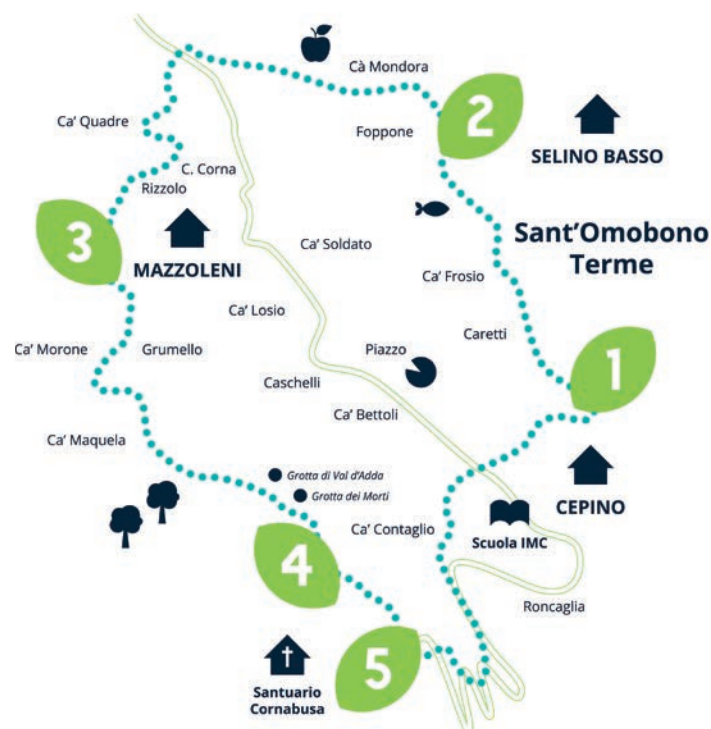 Cà Mondora
2
Ca' Quadre
Foppone
SELINO BASSO
C. Corna
Rizzolo
3
Sant'Omobono
Terme
Ca' Soldato
MAZZOLENI
Ca' Frosio
Ca' Losio
Caretti
Ca' Morone
Grumello
Piazzo
1
Caschelli
Ca' Bettoli
Ca' Maquela
Grotta di Val d'Adda
Grotta dei Morti
CEPINO
Ca' Contaglio
Scuola IMC
4
Roncaglia
5
Santuario
Cornabusa